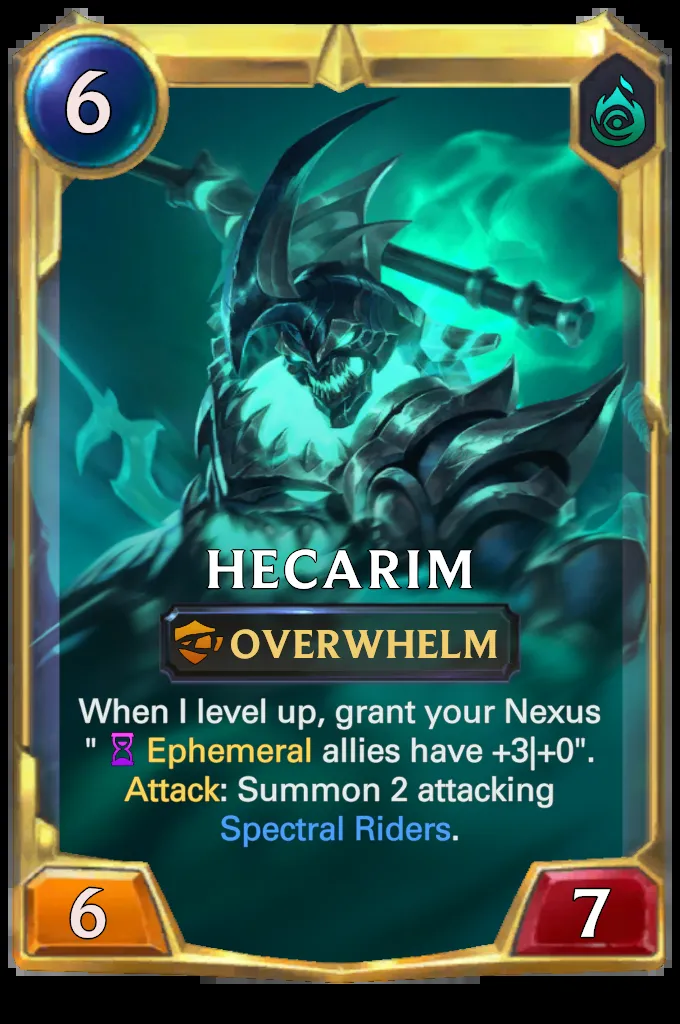 6
HECARIM
OVERWHELM
When I level up, grant your Nexus
" Ephemeral allies have +3|+0".
Attack: Summon 2 attacking
Spectral Riders.
6
7